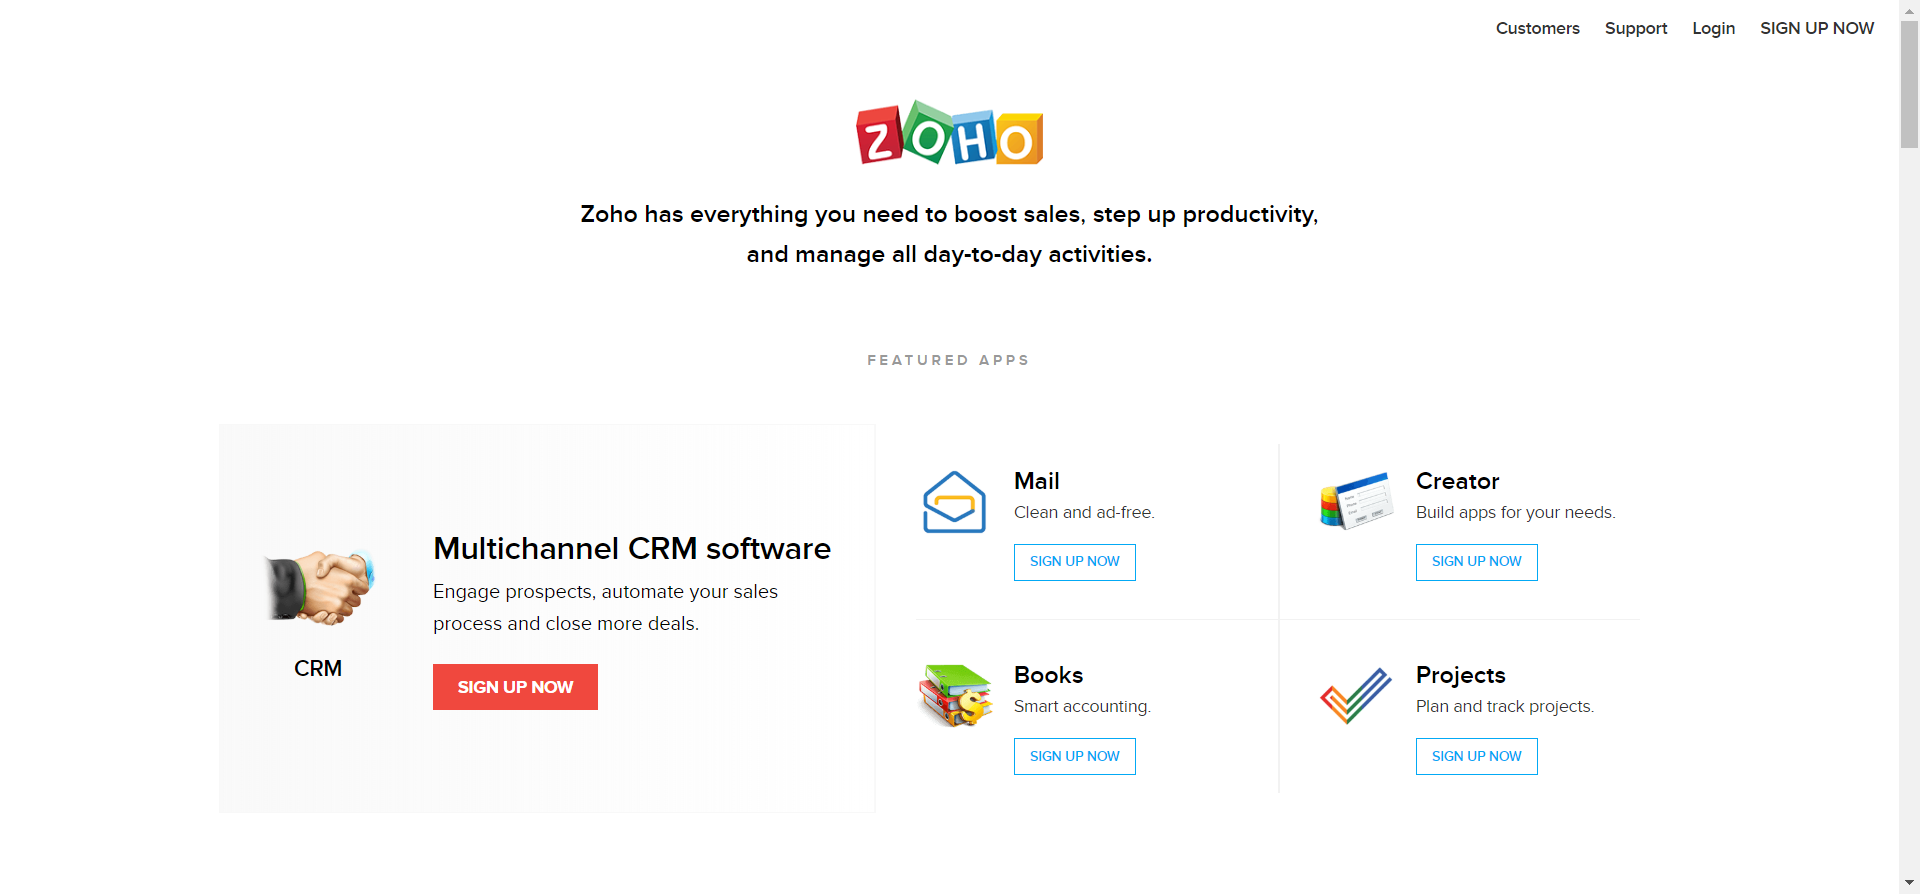 Customers Support Login SIGN UP NOW
ZOHO
Zoho has everything you need to boost sales, step up productivity,
and manage all day-to-day activities.
FEATURED APPS
CRM
Multichannel CRM software
Engage prospects, automate your sales
process and close more deals.
SIGN UP NOW
Mail
Clean and ad-free.
SIGN UP NOW
Creator
Build apps for your needs.
SIGN UP NOW
Books
Smart accounting.
SIGN UP NOW
Projects
Plan and track projects.
SIGN UP NOW